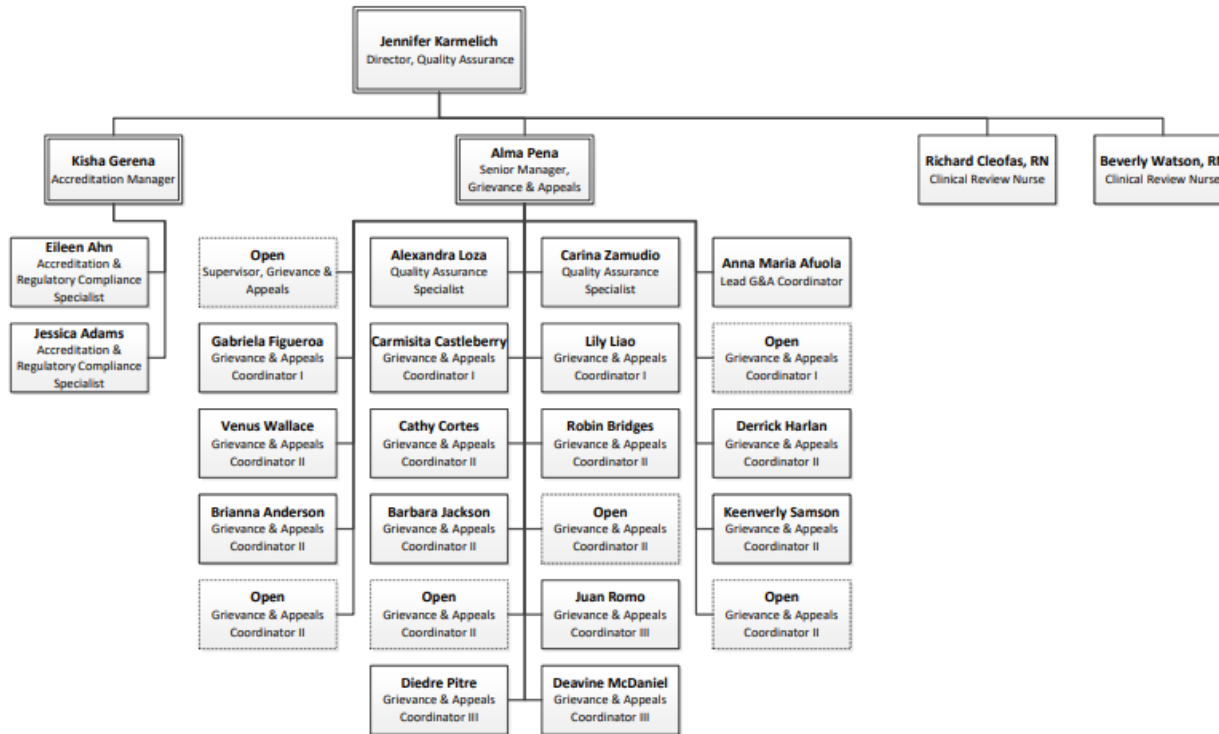 Jennifer Karmelich
Director, Quality Assurance
Kisha Gerena
Accreditation Manager
Alma Pena
Senior Manager,
Grievance & Appeals
Richard Cleofas, RN
Clinical Review Nurse
Beverly Watson, RN
Clinical Review Nurse
Eileen Ahn
Accreditation &
Regulatory Compliance
Specialist
Jessica Adams
Accreditation &
Regulatory Compliance
Specialist
Open
Supervisor, Grievance &
Appeals
Alexandra Loza
Quality Assurance
Specialist
Carina Zamudio
Quality Assurance
Specialist
Anna Maria Afuola
Lead G&A Coordinator
Gabriela Figueroa
Grievance & Appeals
Coordinator I
Carmisita Castleberry
Grievance & Appeals
Coordinator I
Lily Liao
Grievance & Appeals
Coordinator I
Open
Grievance & Appeals
Coordinator I
Venus Wallace
Grievance & Appeals
Coordinator II
Cathy Cortes
Grievance & Appeals
Coordinator II
Robin Bridges
Grievance & Appeals
Coordinator II
Derrick Harlan
Grievance & Appeals
Coordinator II
Brianna Anderson
Grievance & Appeals
Coordinator II
Barbara Jackson
Grievance & Appeals
Coordinator II
Open
Grievance & Appeals
Coordinator II
Keenverly Samson
Grievance & Appeals
Coordinator II
Open
Grievance & Appeals
Coordinator II
Open
Grievance & Appeals
Coordinator II
Juan Romo
Grievance & Appeals
Coordinator III
Open
Grievance & Appeals
Coordinator II
Diedre Pitre
Grievance & Appeals
Coordinator III
Deavine McDaniel
Grievance & Appeals
Coordinator III